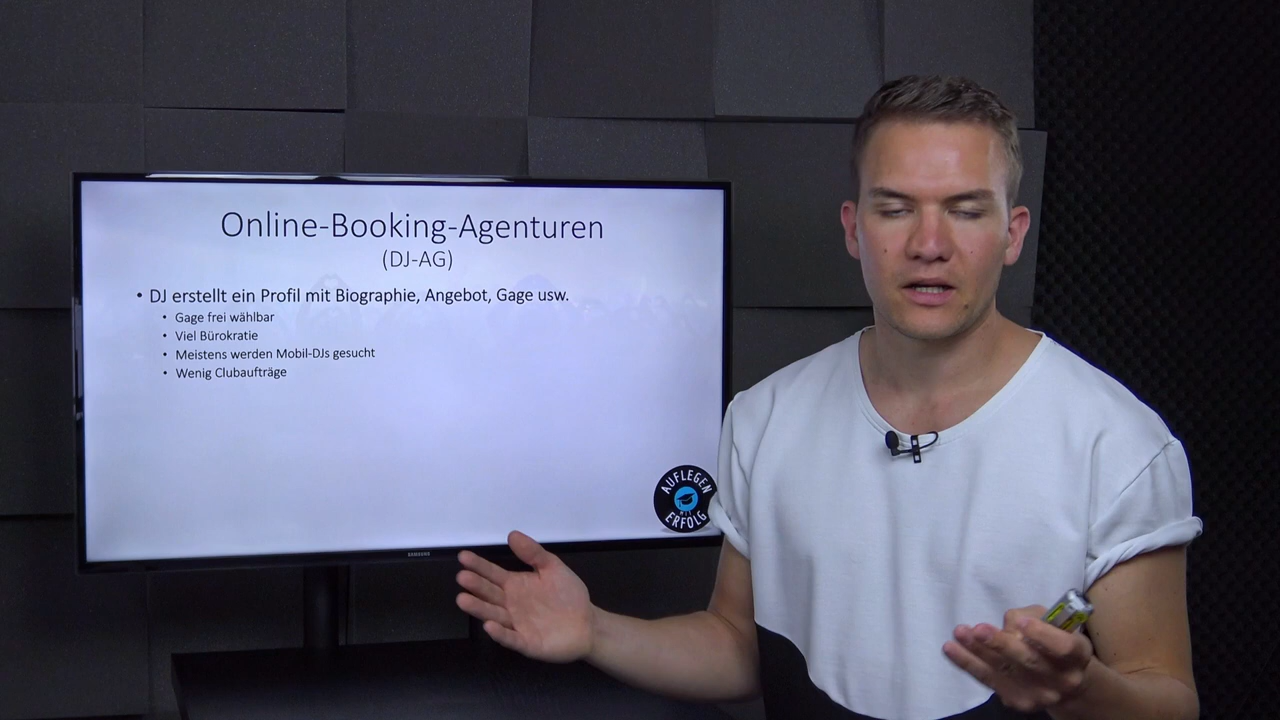 Online-Booking-Agenturen
(DJ-AG)
• DJ erstellt ein Profil mit Biographie, Angebot, Gage usw.
• Gage frei wählbar
• Viel Bürokratie
• Meistens werden Mobil-DJs gesucht
• Wenig Clubaufträge
AUFLEGEN
MIT
ERFOLG
SAMSUNG